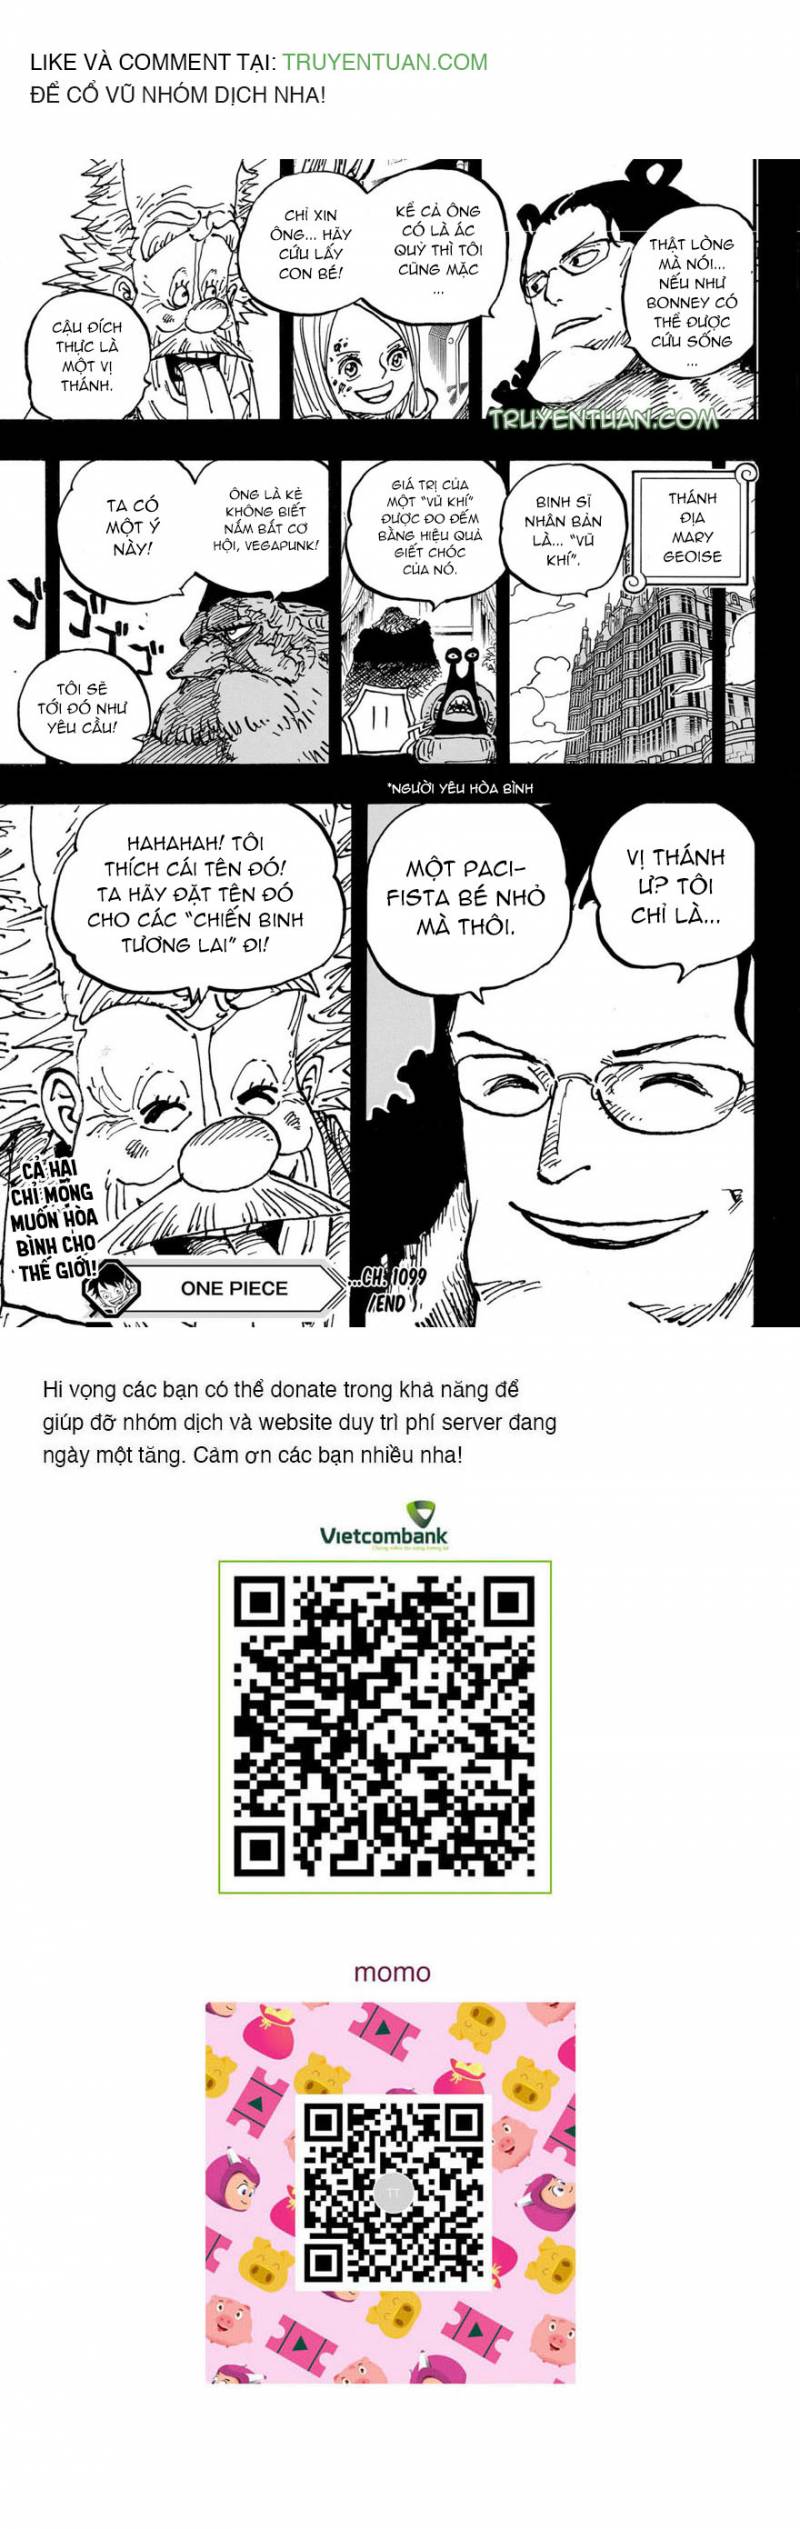 LIKE VÀ COMMENT TẠI: TRUYENTUAN.COM
ĐỂ CỔ VŨ NHÓM DỊCH NHA!
THẬT LÒNG
MÀ NÓI...
NẾU NHƯ
BONNEY CÓ
THỂ ĐƯỢC
CỨU SỐNG
...
KỂ CẢ ÔNG
CÓ LÀ ÁC
QUỶ THÌ TÔI
CŨNG MẶC
...
CHỈ XIN
ÔNG... HÃY
CỨU LẤY
CON BÉ!
CẬU ĐÍCH
THỰC LÀ
MỘT VỊ
THÁNH.
TRUYENTUAN.COM
THÁNH
ĐỊA
MARY
GEOISE
BINH SĨ
NHÂN BẢN
LÀ... “VŨ
KHÍ”.
GIÁ TRỊ CỦA
MỘT “VŨ KHÍ”
ĐƯỢC ĐO ĐẾM
BẰNG HIỆU QUẢ
GIẾT CHÓC
CỦA NÓ.
ÔNG LÀ KẺ
KHÔNG BIẾT
NẮM BẮT CƠ
HỘI, VEGAPUNK!
TA CÓ
MỘT Ý
NÀY!
ゴゴ
ゴゴゴ
TÔI SẼ
TỚI ĐÓ NHƯ
YÊU CẦU!
*NGƯỜI YÊU HÒA BÌNH
VỊ THÁNH
Ư? TÔI
CHỈ LÀ...
MỘT PACI-
FISTA BÉ NHỎ
MÀ THÔI.
HAHAHAH! TÔI
THÍCH CÁI TÊN ĐÓ!
TA HÃY ĐẶT TÊN ĐÓ
CHO CÁC “CHIẾN BINH
TƯƠNG LAI” ĐI!
CẢ HAI
CHỈ MONG
MUỐN HÒA
BÌNH CHO
THẾ GIỚI!
ONE PIECE
...CH. 1099
/END
Hi vọng các bạn có thể donate trong khả năng để
giúp đỡ nhóm dịch và website duy trì phí server đang
ngày một tăng. Cảm ơn các bạn nhiều nha!
Vietcombank
momo
TT